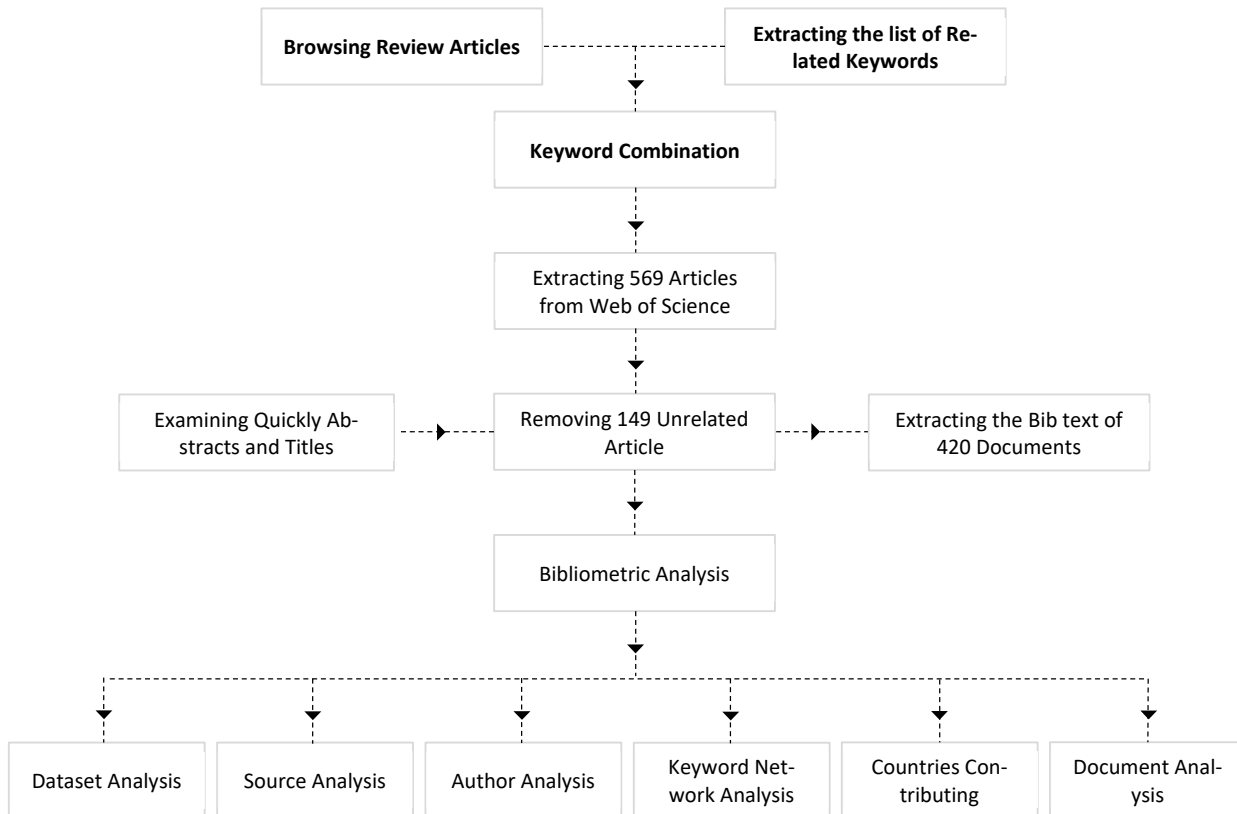 Browsing Review Articles
Extracting the list of Re-
lated Keywords
Keyword Combination
Extracting 569 Articles
from Web of Science
Examining Quickly Ab-
stracts and Titles
Removing 149 Unrelated
Article
Extracting the Bib text of
420 Documents
Bibliometric Analysis
Dataset Analysis
Source Analysis
Author Analysis
Keyword Net-
work Analysis
Countries Con-
tributing
Document Anal-
ysis